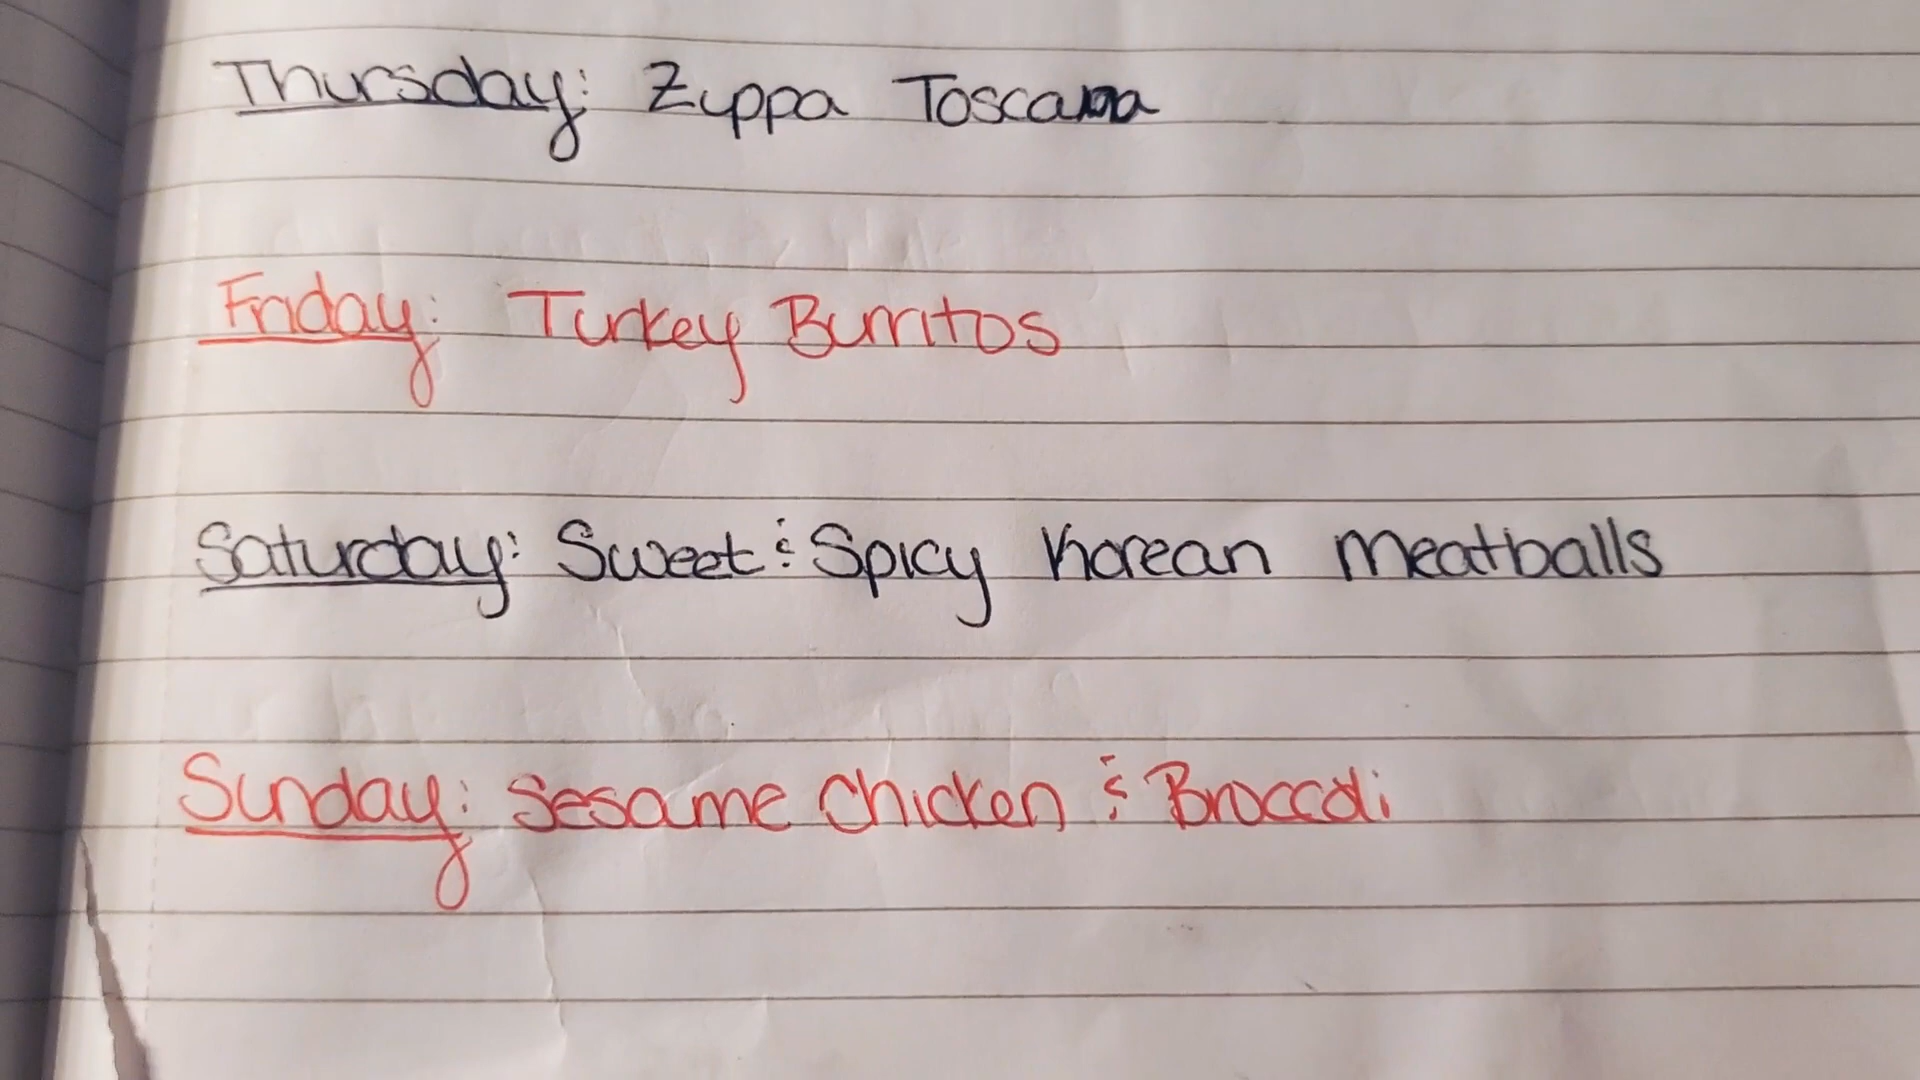 Thursday: Zuppa Toscana
Friday: Turkey Burritos
Saturday: Sweet & Spicy Korean Meatballs
Sunday: Sesame Chicken & Broccoli